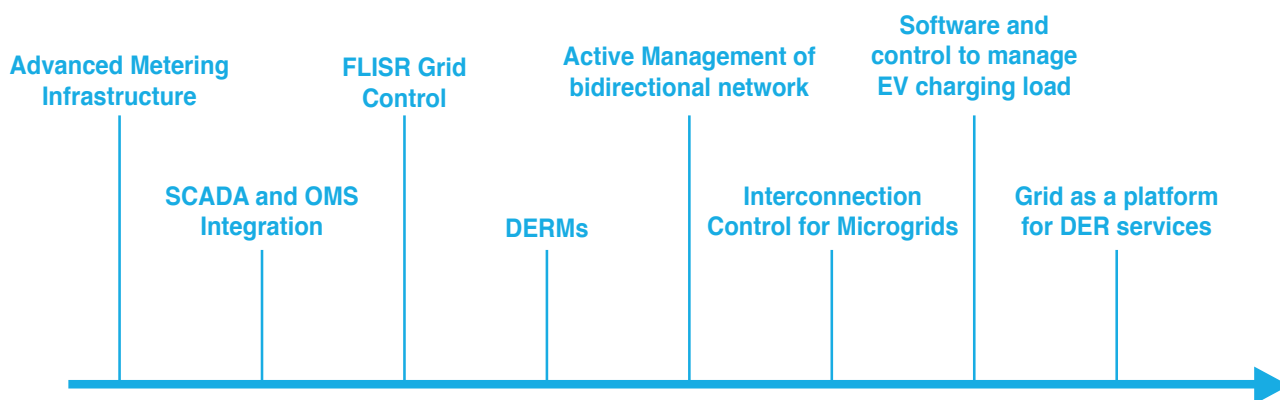 Advanced Metering
Infrastructure
SCADA and OMS
Integration
FLISR Grid
Control
DERMs
Active Management of
bidirectional network
Interconnection
Control for Microgrids
Software and
control to manage
EV charging load
Grid as a platform
for DER services